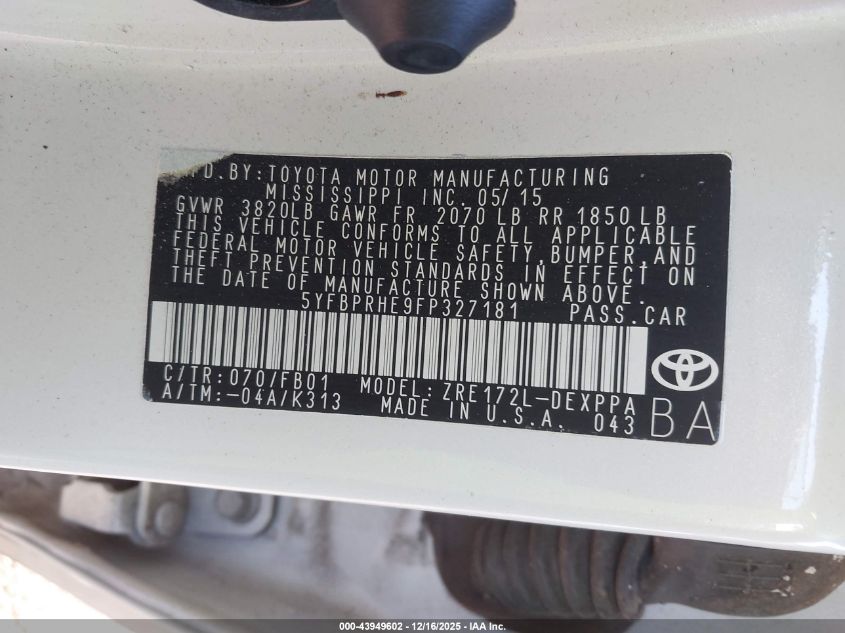 MFD.BY:TOYOTA MOTOR MANUFACTURING
MISSISSIPPI INC. 05/15
GVWR 3820LB GAWR FR 2070 LB RR 1850 LB
THIS VEHICLE CONFORMS TO ALL APPLICABLE
FEDERAL MOTOR VEHICLE SAFETY,BUMPER,AND
THEFT PREVENTION STANDARDS IN EFFECT ON
THE DATE OF MANUFACTURE SHOWN ABOVE.
5YFBPRHE9FP327181 PASS.CAR
C/TR:070/FB01 MODEL:ZRE172L-DEXPPA
A/TM:-04A/K313 MADE IN U.S.A. 043
BA
000-43949602 - 12/16/2025 - IAA Inc.